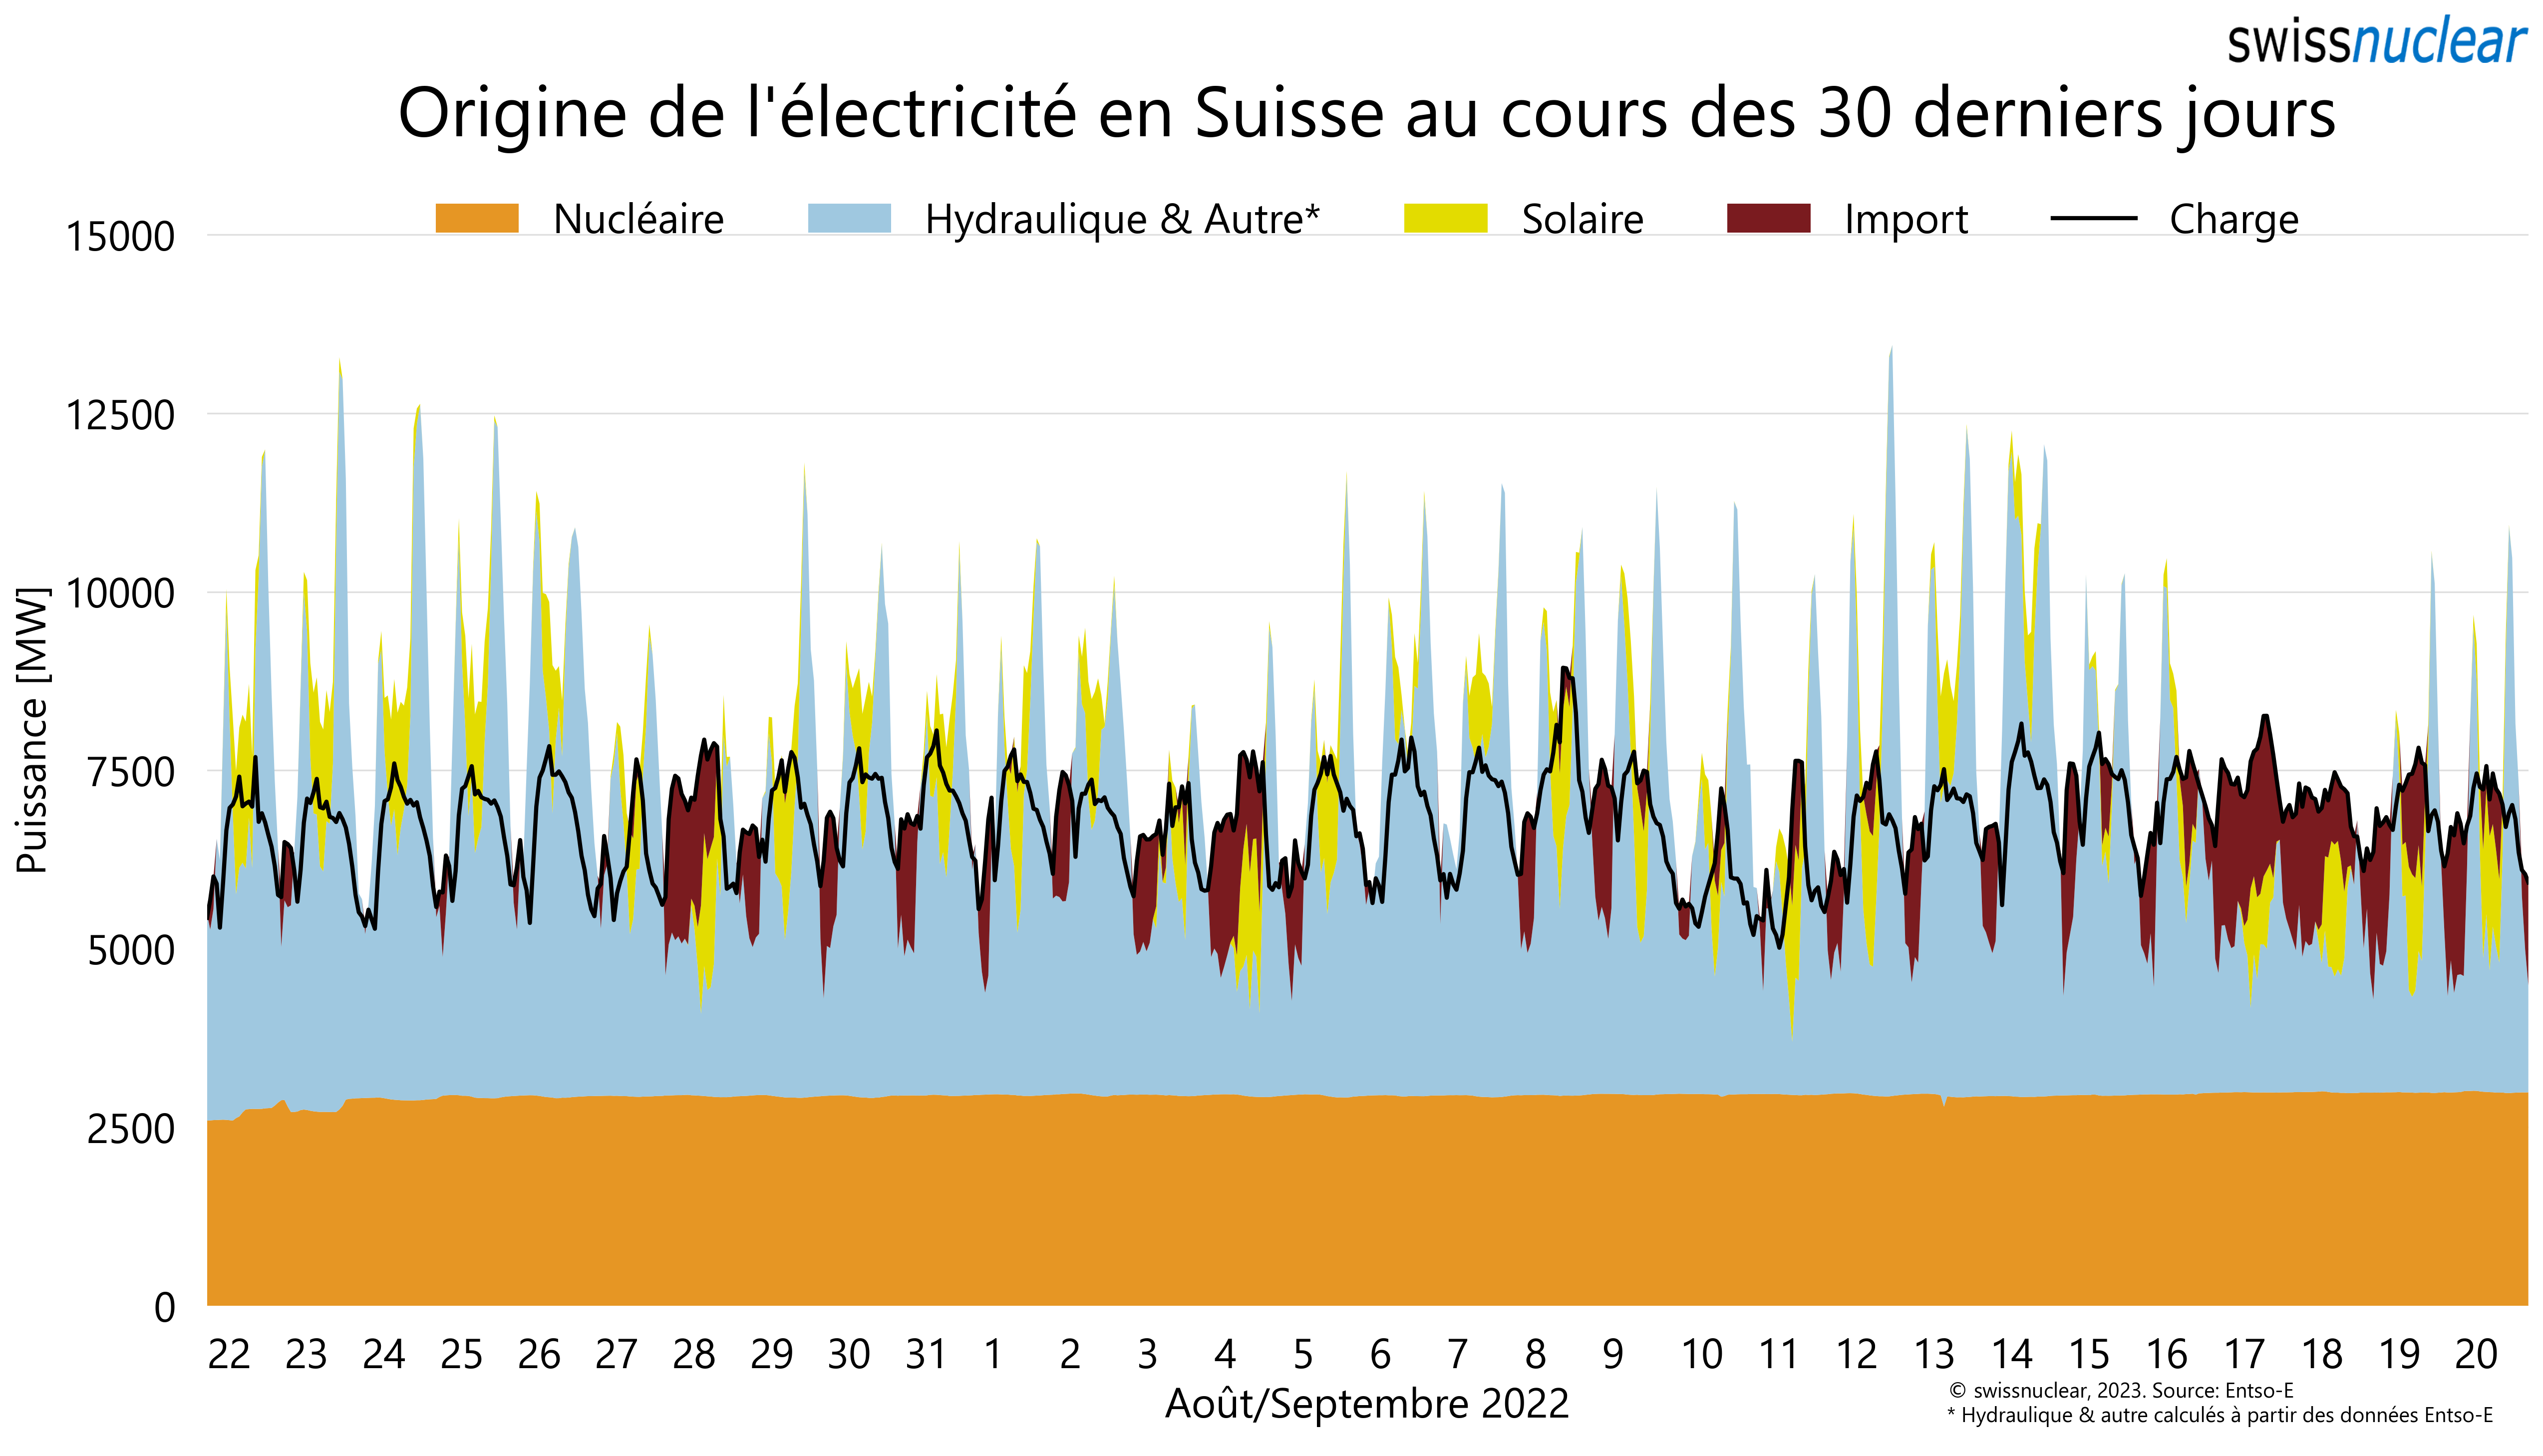 swissnuclear
Origine de l'électricité en Suisse au cours des 30 derniers jours
Nucléaire Hydraulique & Autre* Solaire Import Charge
15000
12500
10000
7500
5000
2500
0
Puissance [MW]
22 23 24 25 26 27 28 29 30 31 1 2 3 4 5 6 7 8 9 10 11 12 13 14 15 16 17 18 19 20
Août/Septembre 2022
© swissnuclear, 2023. Source: Entso-E
* Hydraulique & autre calculés à partir des données Entso-E